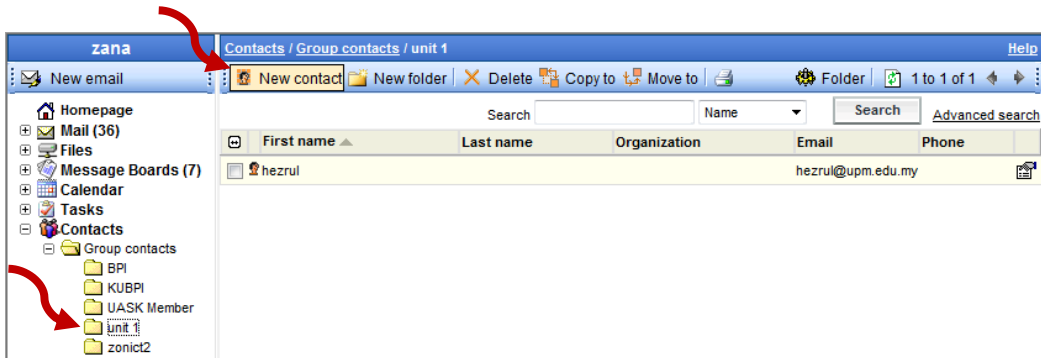 zana
Contacts / Group contacts / unit 1
Help
New email
New contact New folder Delete Copy to Move to Folder 1 to 1 of 1
Search Name Search Advanced search
First name Last name Organization Email Phone
hezrul hezrul@upm.edu.my
Homepage
Mail (36)
Files
Message Boards (7)
Calendar
Tasks
Contacts
Group contacts
BPI
KUBPI
UASK Member
unit 1
zonict2